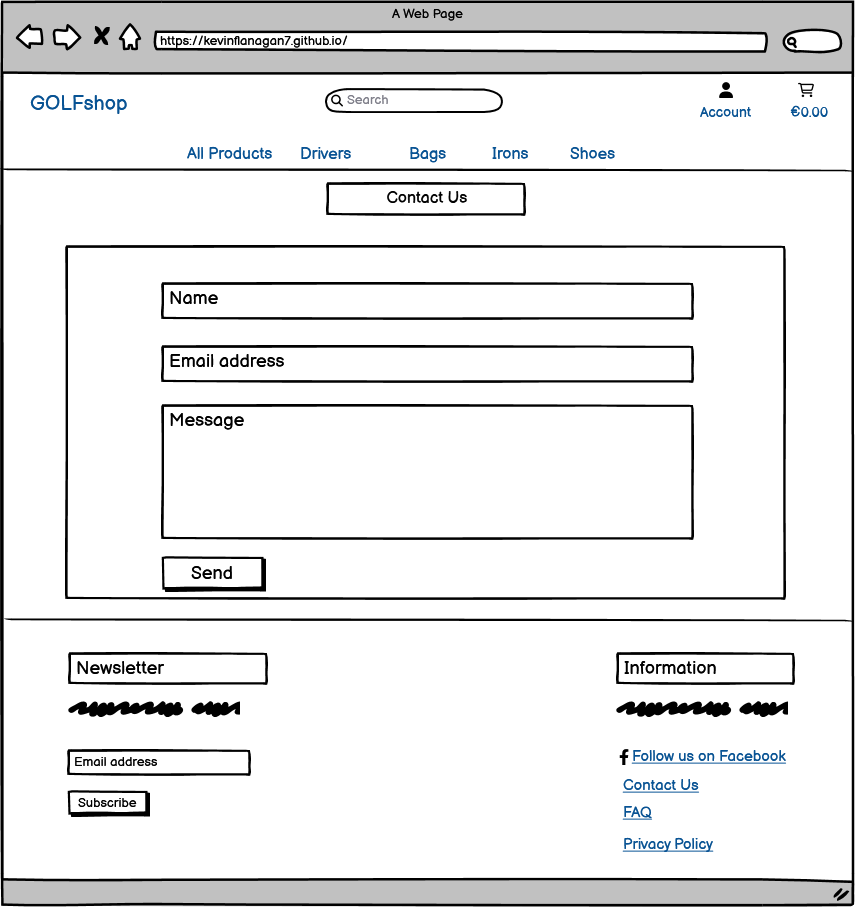 A Web Page
https://kevinflanagan7.github.io/
GOLFshop
Search
Account
€0.00
All Products Drivers Bags Irons Shoes
Contact Us
Name
Email address
Message
Send
Newsletter
Information
Email address
Subscribe
Follow us on Facebook
Contact Us
FAQ
Privacy Policy